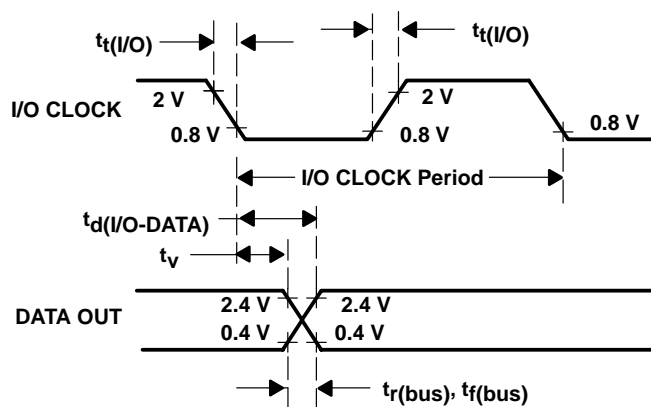 tt(I/O) tt(I/O)
I/O CLOCK
2 V 2 V
0.8 V 0.8 V 0.8 V
I/O CLOCK Period
td(I/O-DATA)
tv
DATA OUT
2.4 V 2.4 V
0.4 V 0.4 V
tr(bus), tf(bus)